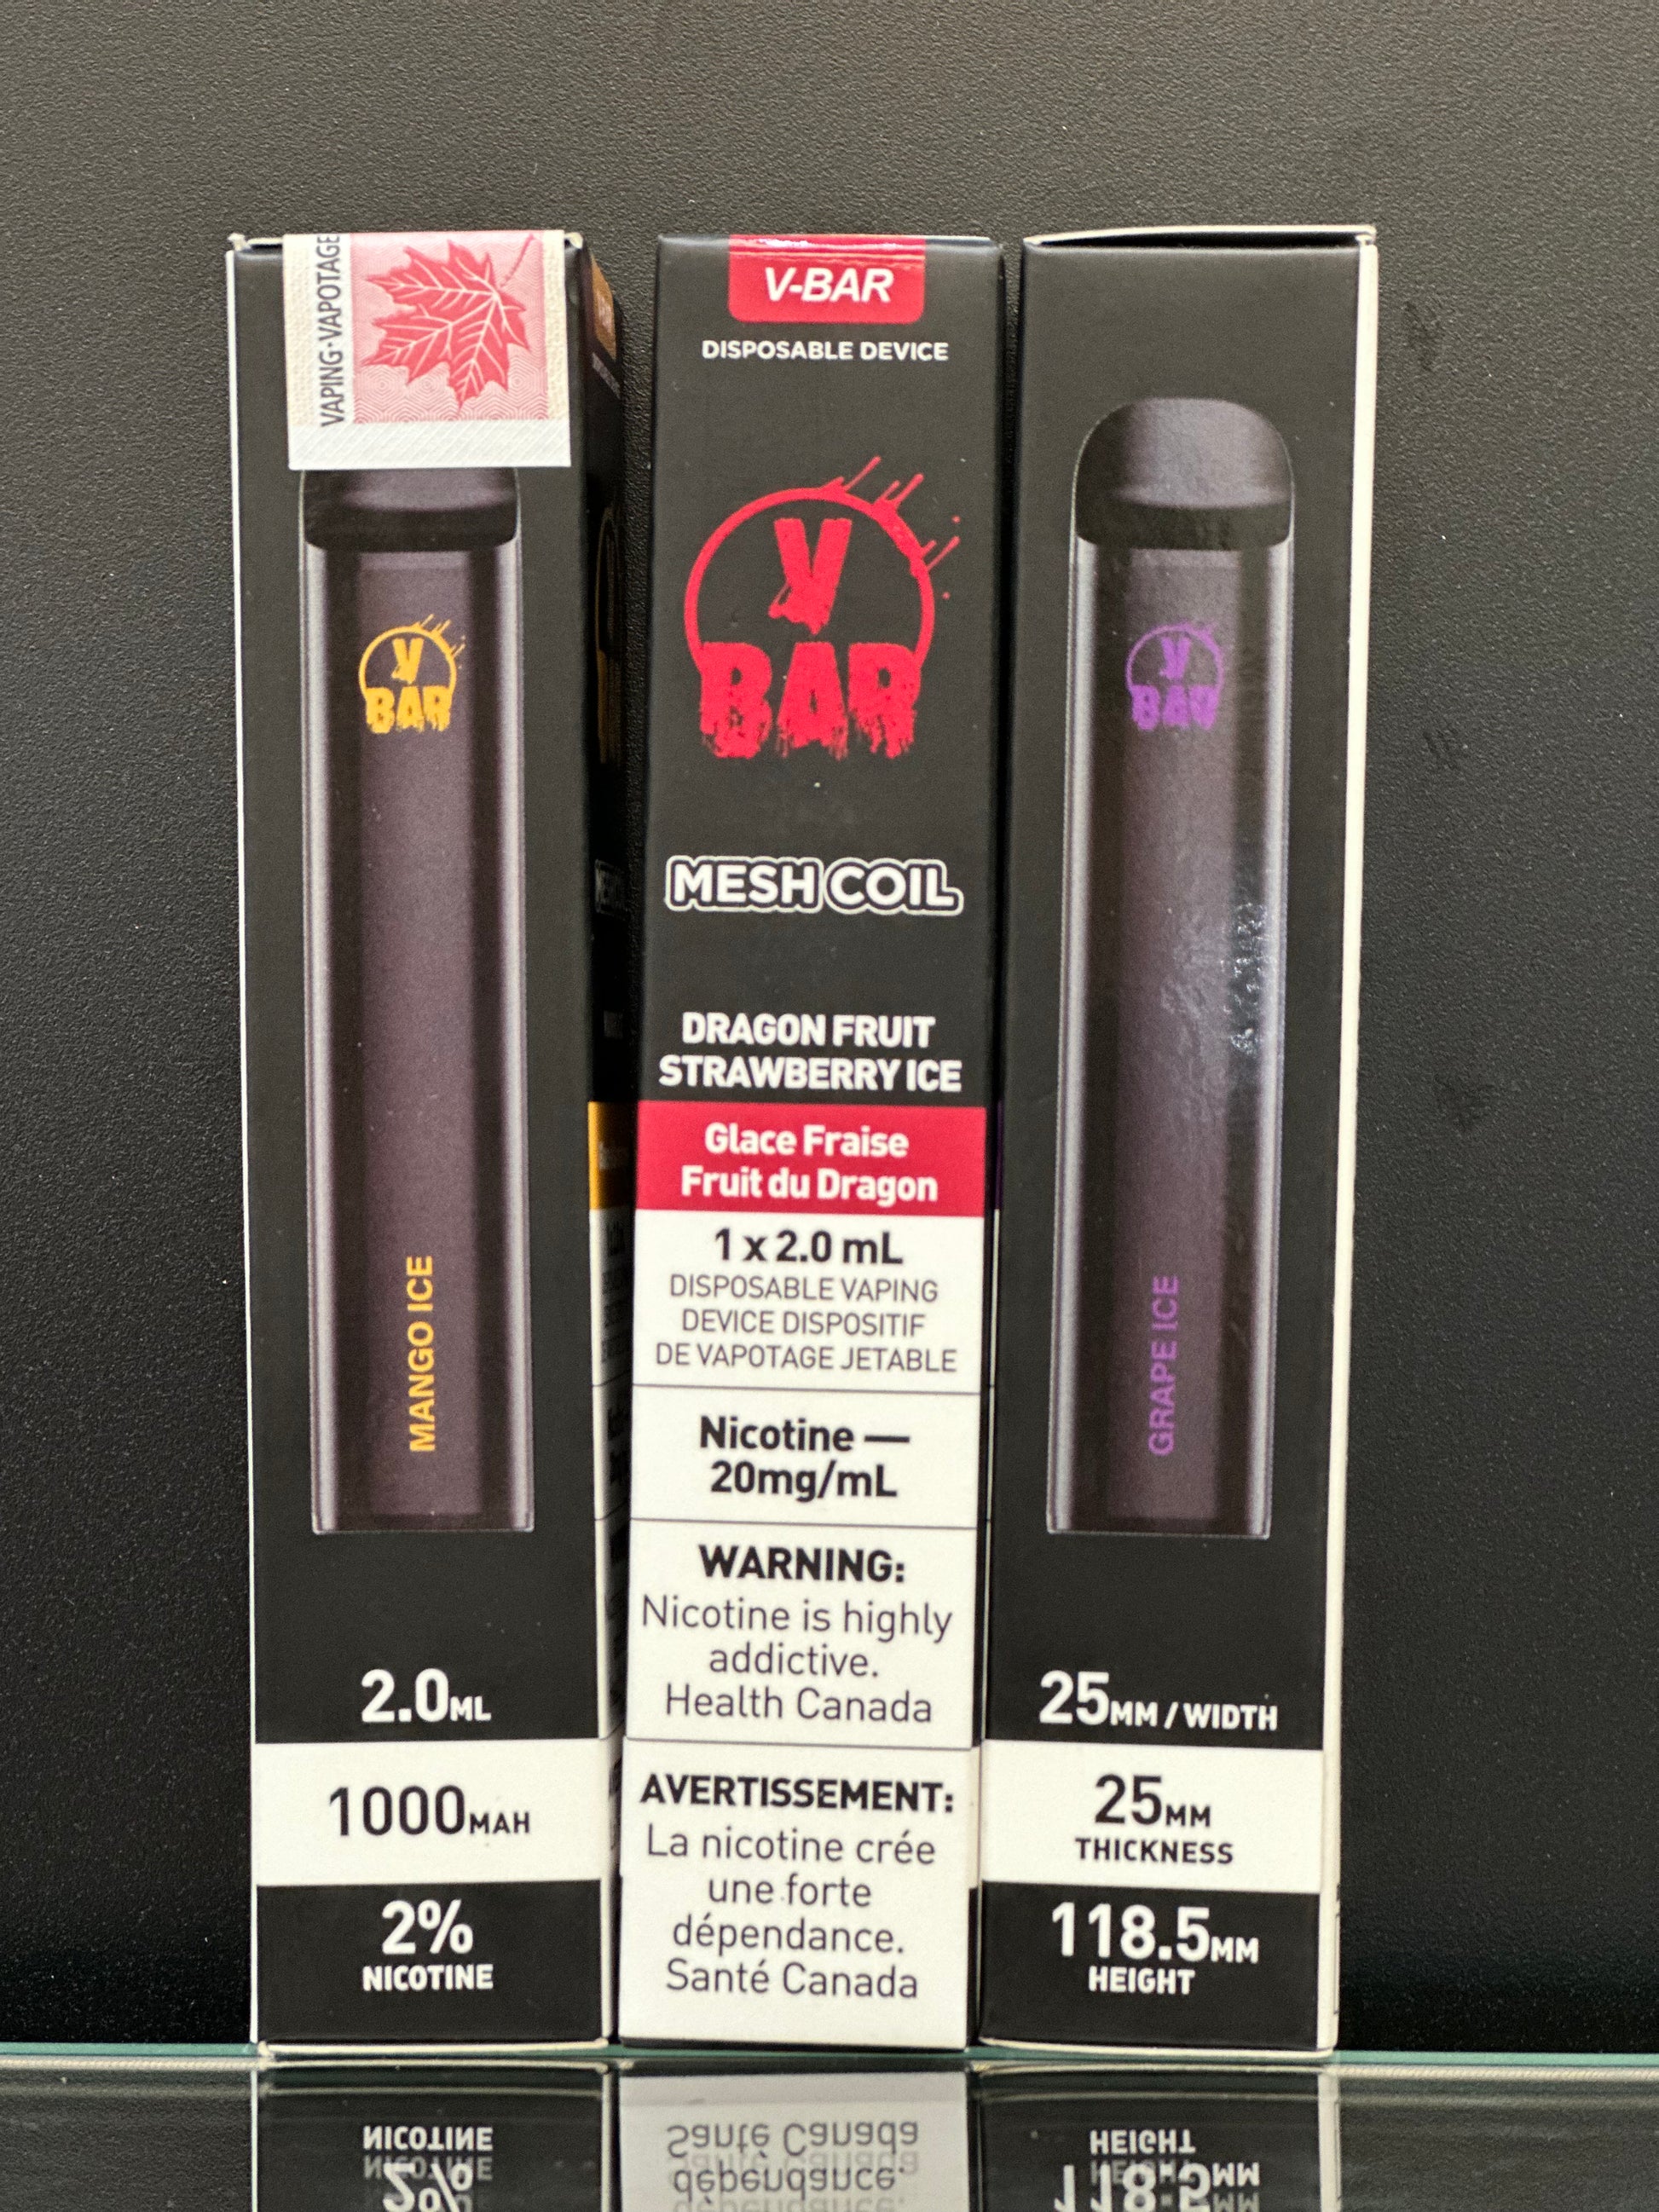 VAPING·VAPOTAGE
V
BAR
MANGO ICE
2.0ML
1000MAH
2%
NICOTINE
V-BAR
DISPOSABLE DEVICE
V
BAR
MESH COIL
DRAGON FRUIT
STRAWBERRY ICE
Glace Fraise
Fruit du Dragon
1 x 2.0 mL
DISPOSABLE VAPING
DEVICE DISPOSITIF
DE VAPOTAGE JETABLE
Nicotine —
20mg/mL
WARNING:
Nicotine is highly
addictive.
Health Canada
AVERTISSEMENT:
La nicotine crée
une forte
dépendance.
Santé Canada
V
BAR
GRAPE ICE
25MM / WIDTH
25MM
THICKNESS
118.5MM
HEIGHT